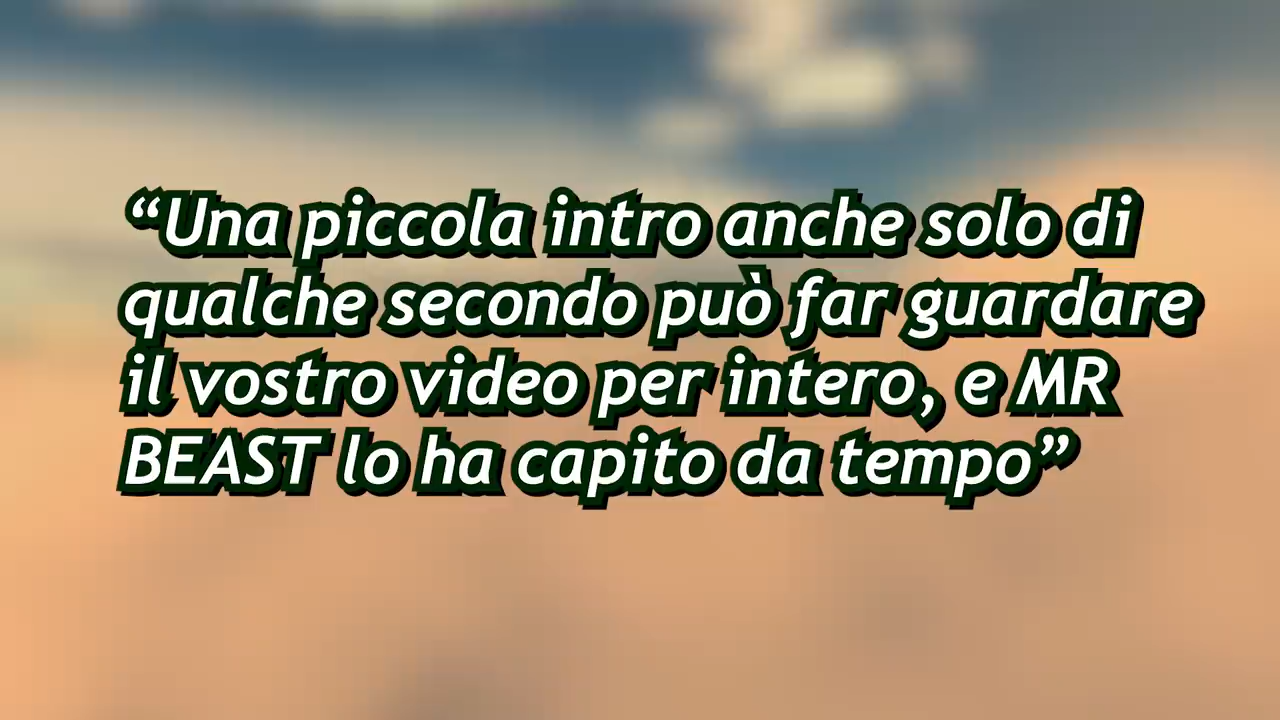 “Una piccola intro anche solo di
qualche secondo può far guardare
il vostro video per intero, e MR
BEAST lo ha capito da tempo”